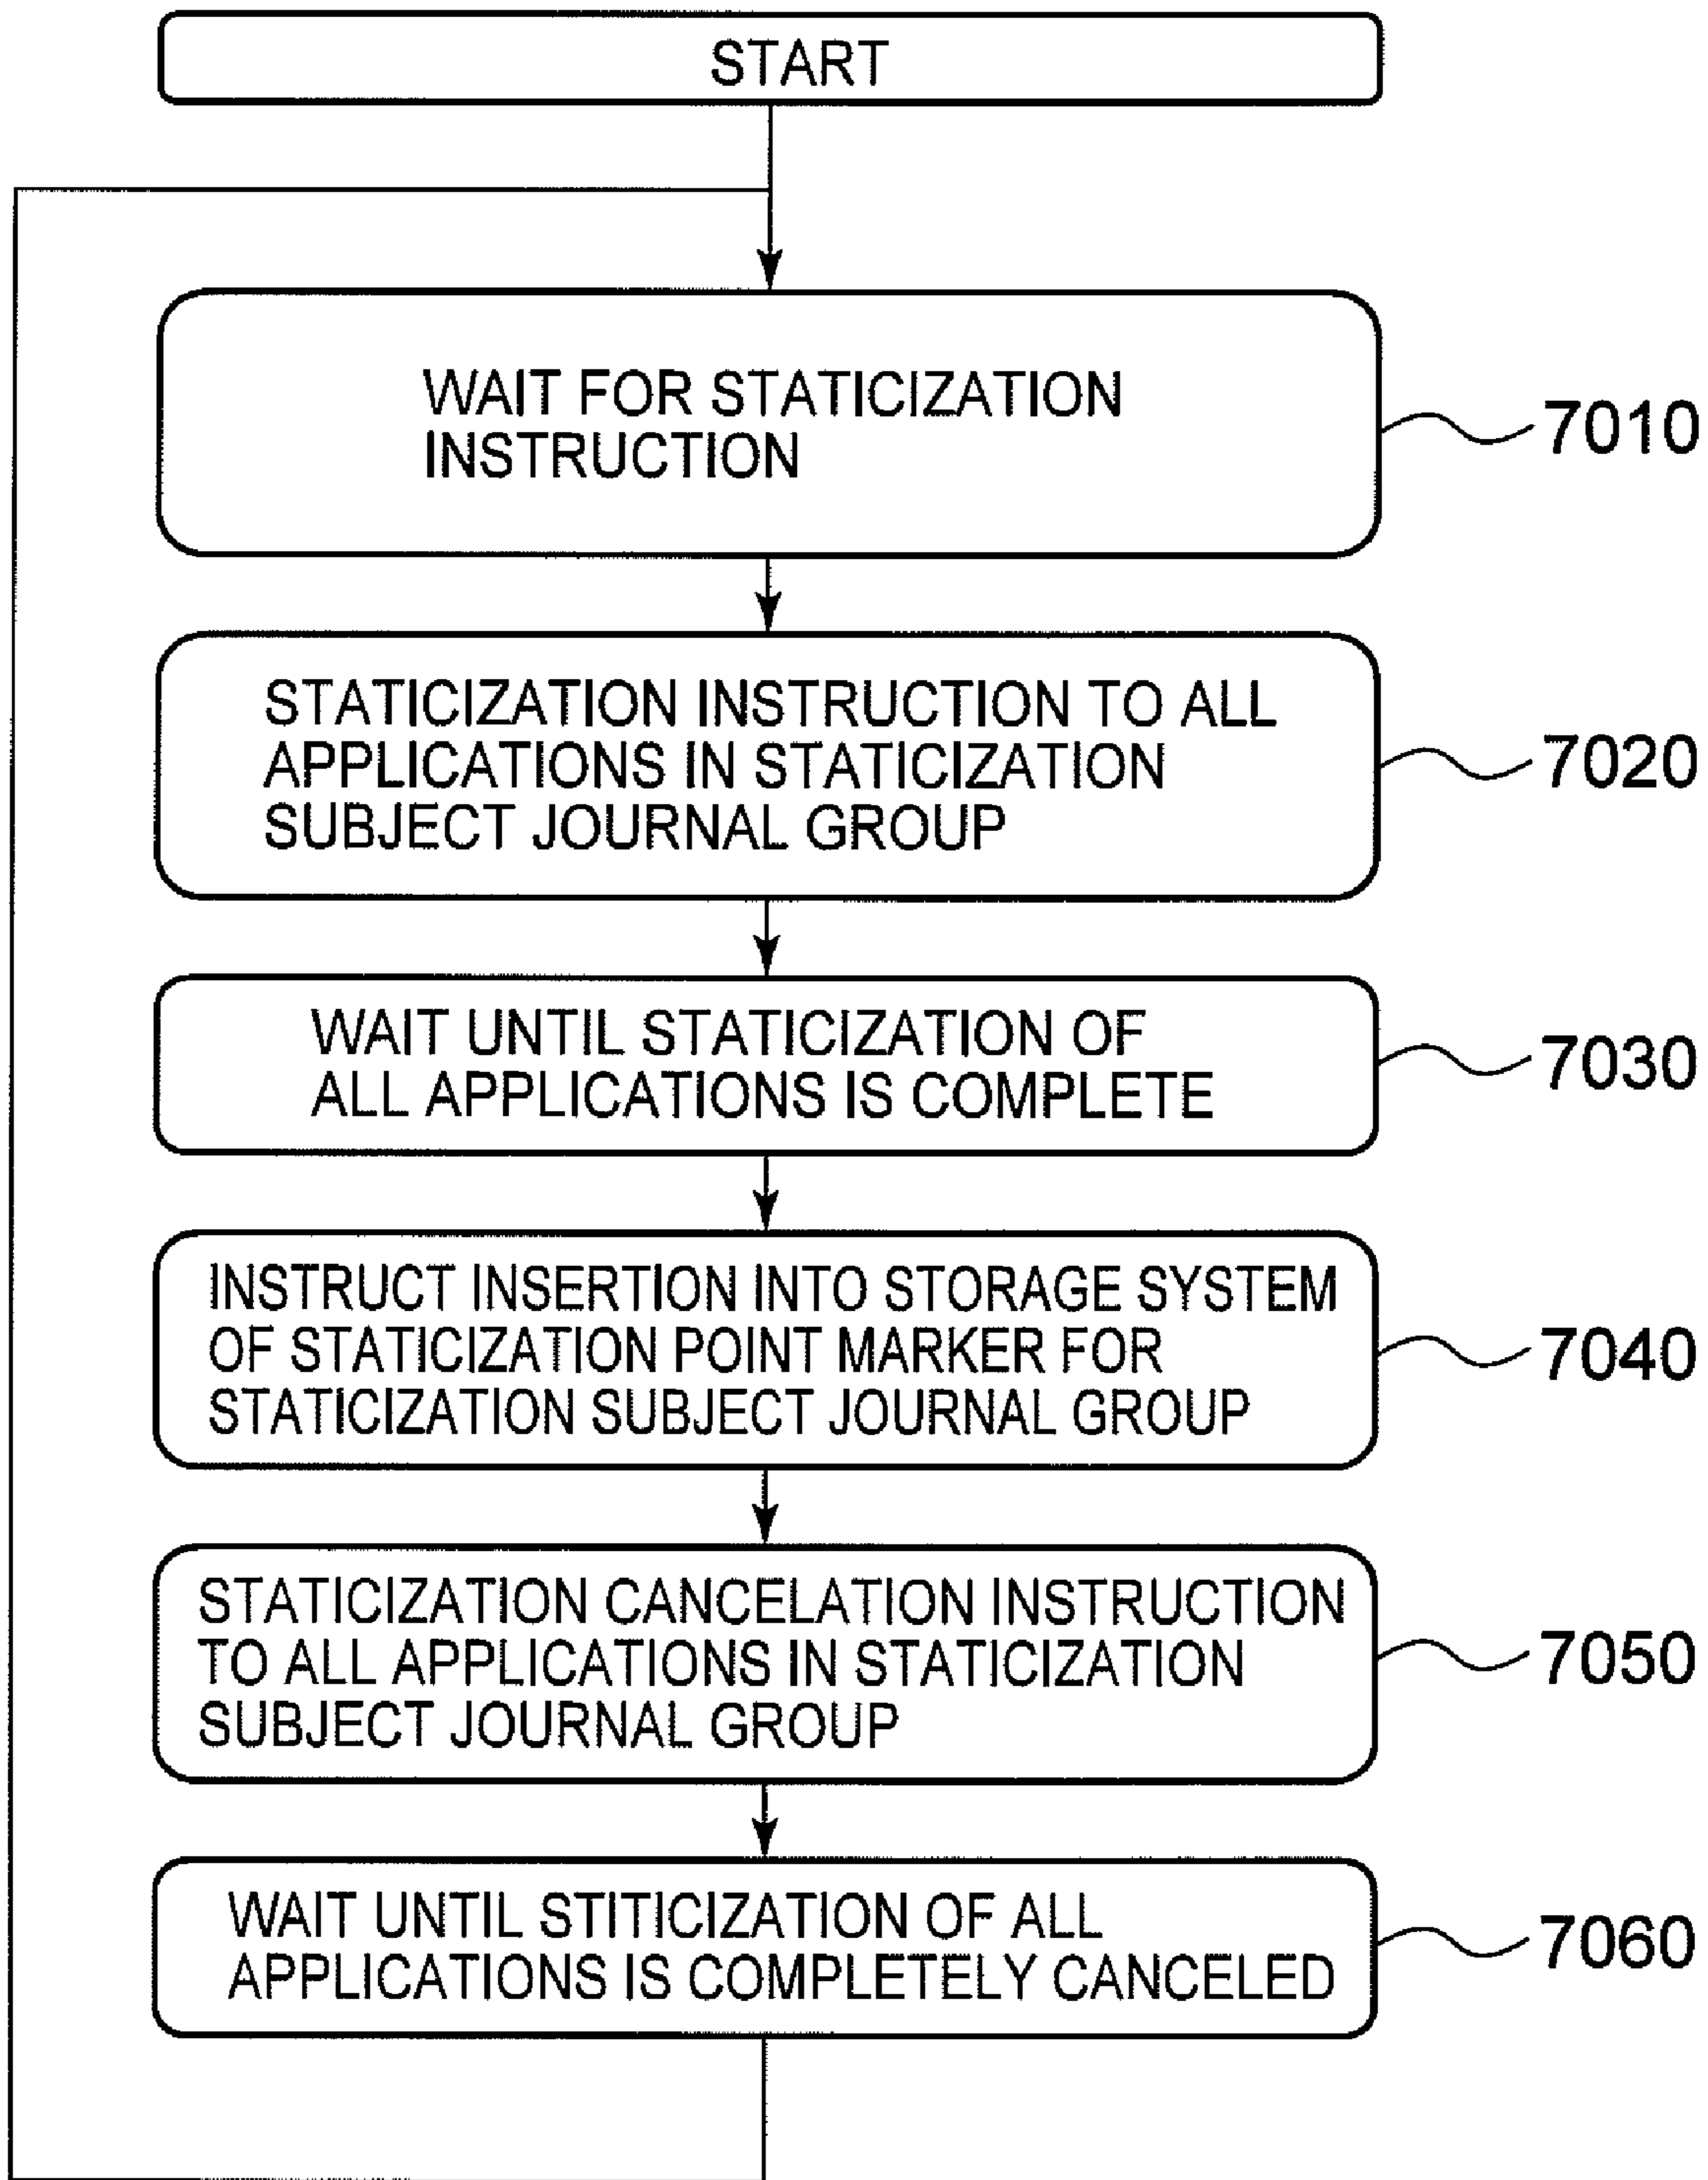 START
WAIT FOR STATICIZATION
INSTRUCTION
7010
STATICIZATION INSTRUCTION TO ALL
APPLICATIONS IN STATICIZATION
SUBJECT JOURNAL GROUP
7020
WAIT UNTIL STATICIZATION OF
ALL APPLICATIONS IS COMPLETE
7030
INSTRUCT INSERTION INTO STORAGE SYSTEM
OF STATICIZATION POINT MARKER FOR
STATICIZATION SUBJECT JOURNAL GROUP
7040
STATICIZATION CANCELATION INSTRUCTION
TO ALL APPLICATIONS IN STATICIZATION
SUBJECT JOURNAL GROUP
7050
WAIT UNTIL STITICIZATION OF ALL
APPLICATIONS IS COMPLETELY CANCELED
7060